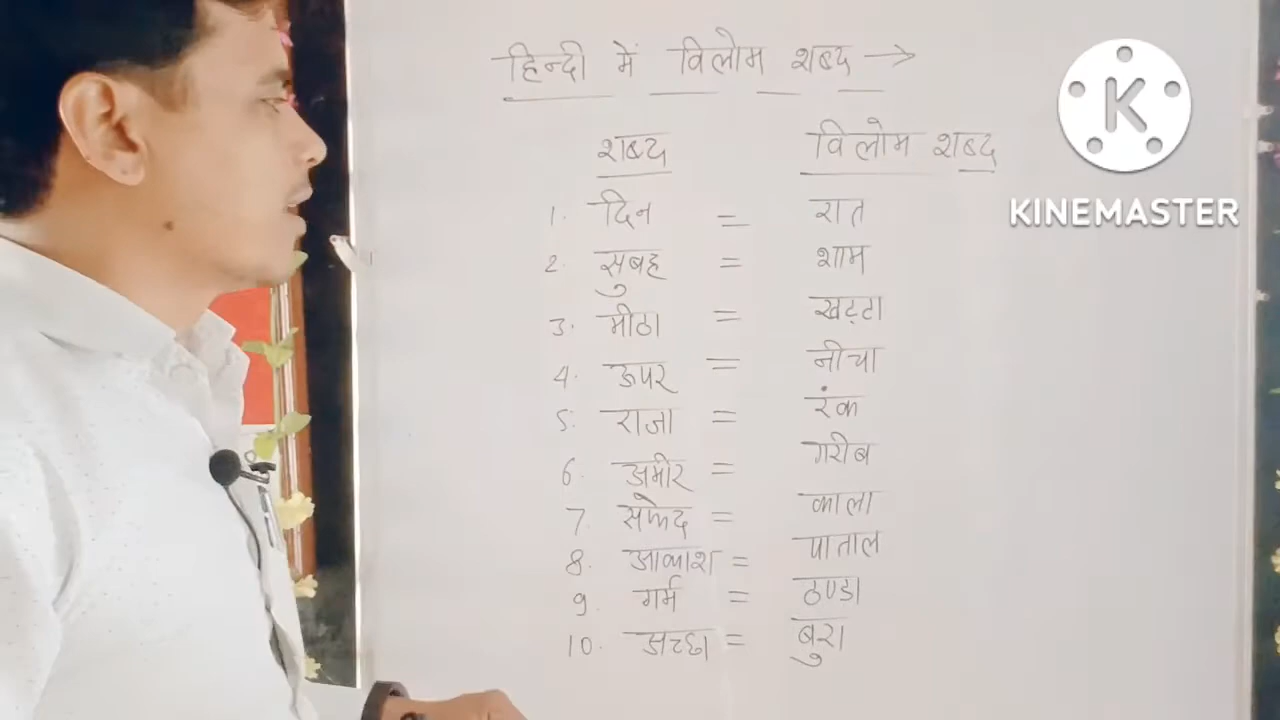 हिन्दी में विलोम शब्द →
शब्द विलोम शब्द
1. दिन = रात
2. सुबह = शाम
3. मीठा = खट्टा
4. ऊपर = नीचा
5. राजा = रंक
6. अमीर = गरीब
7. सफेद = काला
8. आकाश = पाताल
9. गर्म = ठण्डा
10. अच्छा = बुरा
K
KINEMASTER